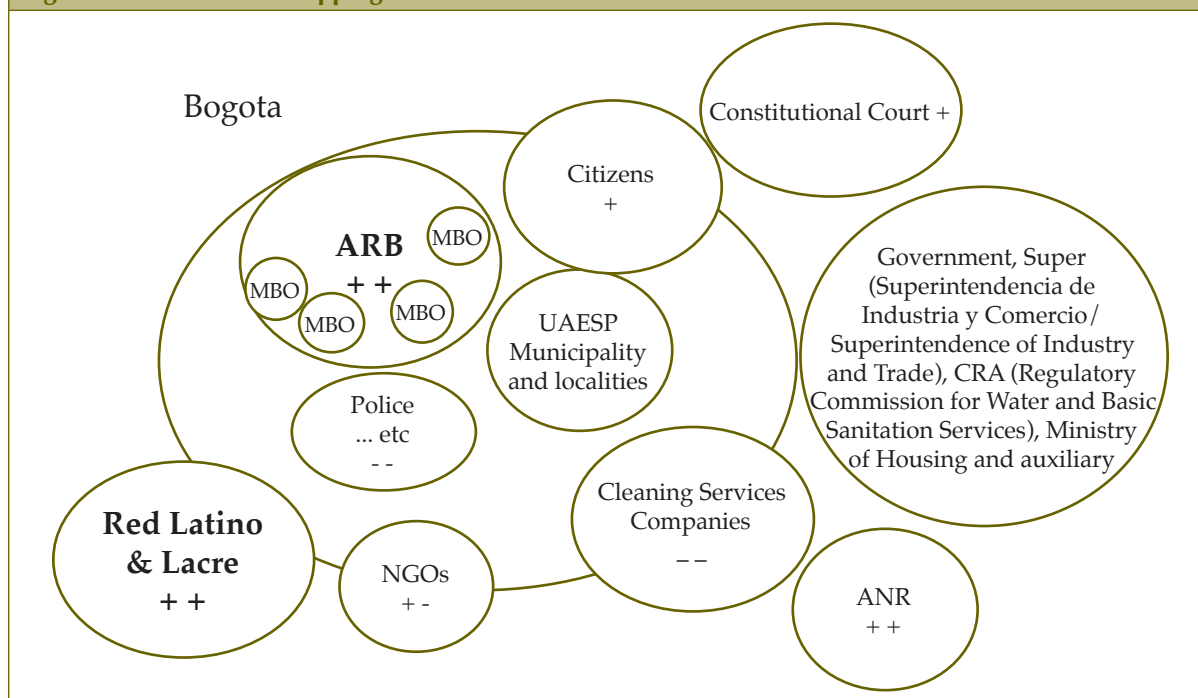 Bogota
Constitutional Court +
Citizens
+
ARB
+ +
MBO
MBO
MBO
MBO
Government, Super
(Superintendencia de
Industria y Comercio/
Superintendence of Industry
and Trade), CRA (Regulatory
Commission for Water and Basic
Sanitation Services), Ministry
of Housing and auxiliary
UAESP
Municipality
and localities
Police
... etc
- -
Cleaning Services
Companies
– –
Red Latino
& Lacre
+ +
NGOs
+ -
ANR
+ +